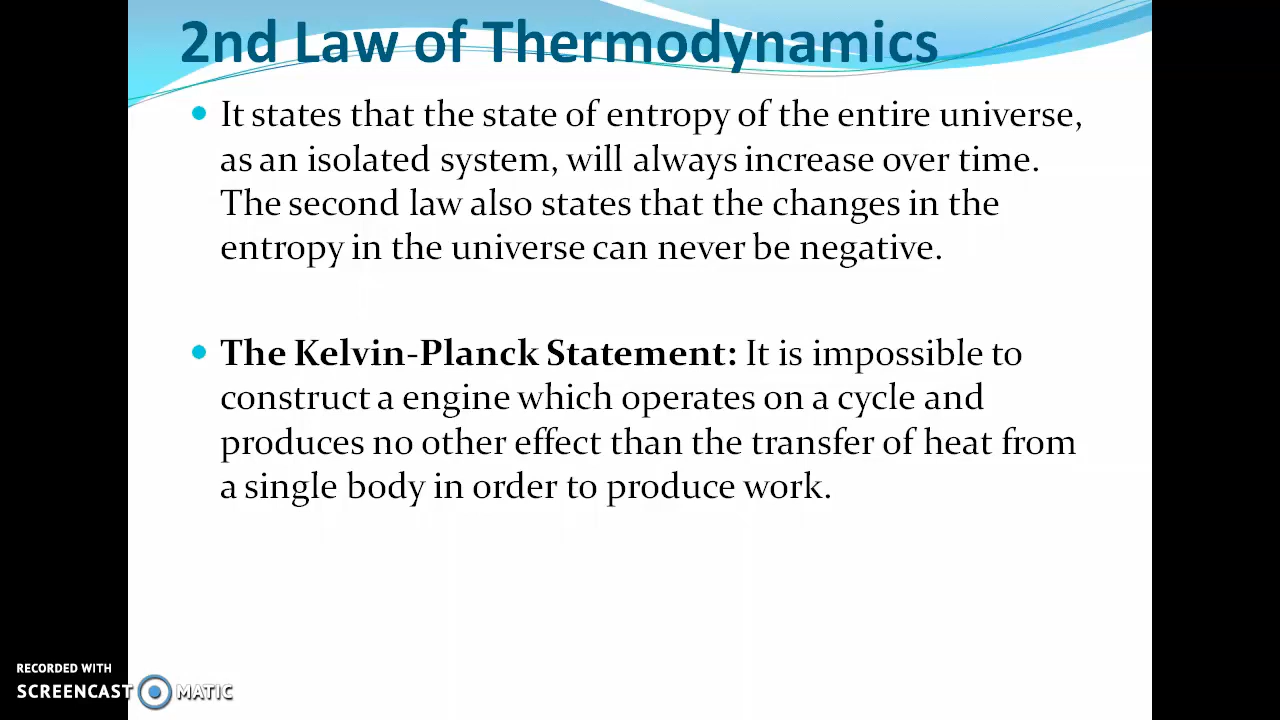 2nd Law of Thermodynamics
It states that the state of entropy of the entire universe,
as an isolated system, will always increase over time.
The second law also states that the changes in the
entropy in the universe can never be negative.
The Kelvin-Planck Statement: It is impossible to
construct a engine which operates on a cycle and
produces no other effect than the transfer of heat from
a single body in order to produce work.
RECORDED WITH
SCREENCAST MATIC